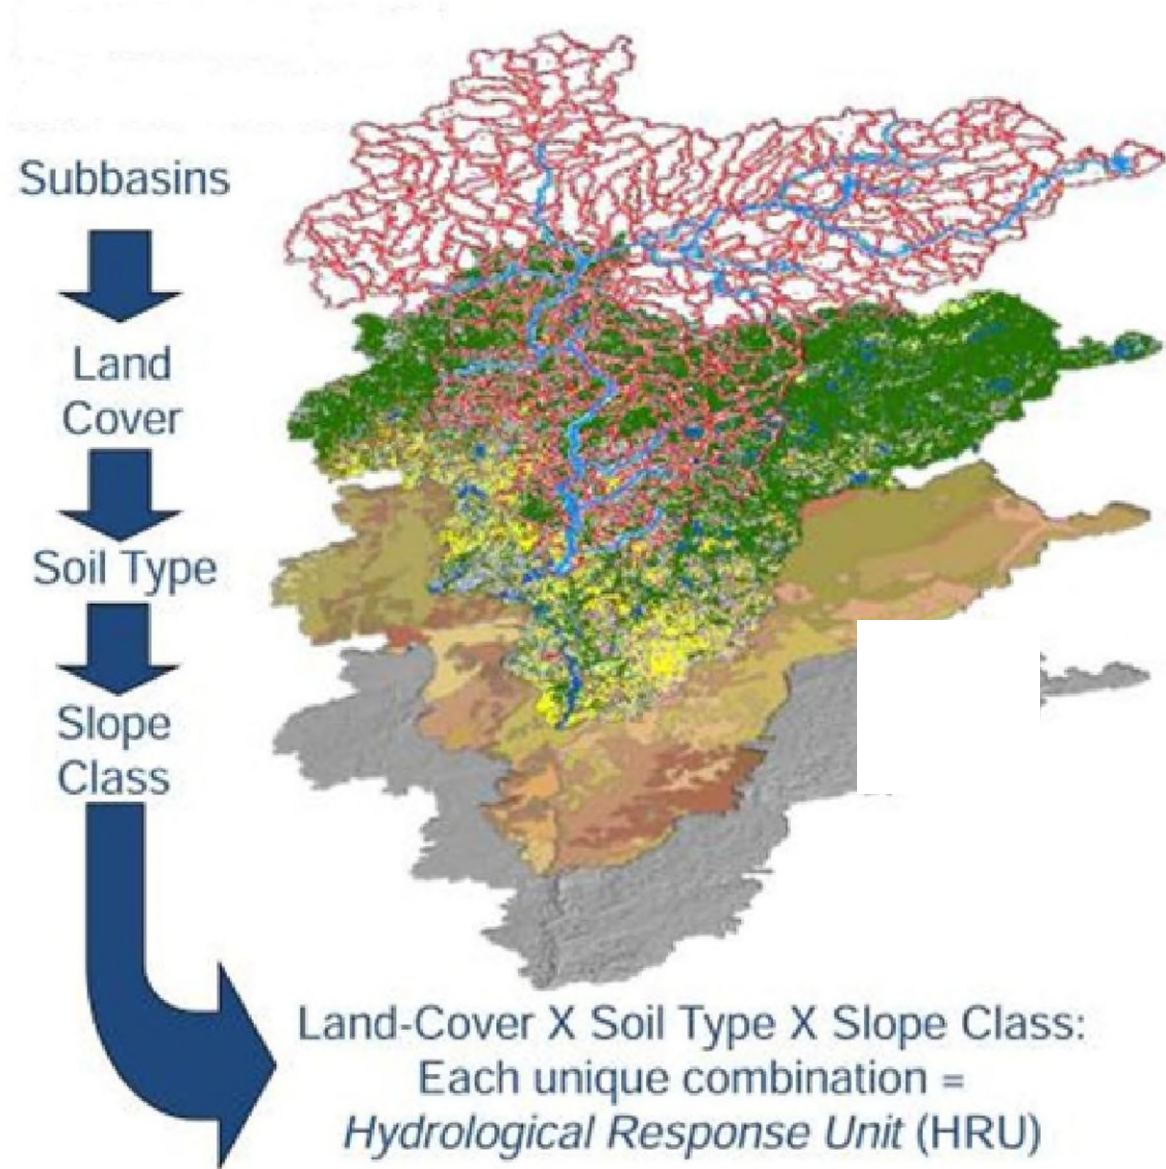 Subbasins
Land
Cover
Soil Type
Slope
Class
Land-Cover X Soil Type X Slope Class:
Each unique combination =
Hydrological Response Unit (HRU)